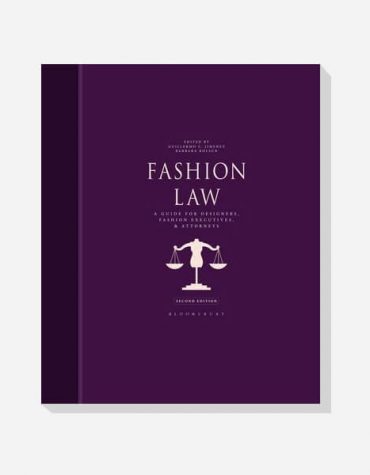 EDITED BY
GUILLERMO C. JIMENEZ
BARBARA KOLSUN
FASHION
LAW
A GUIDE FOR DESIGNERS,
FASHION EXECUTIVES,
& ATTORNEYS
SECOND EDITION
BLOOMSBURY